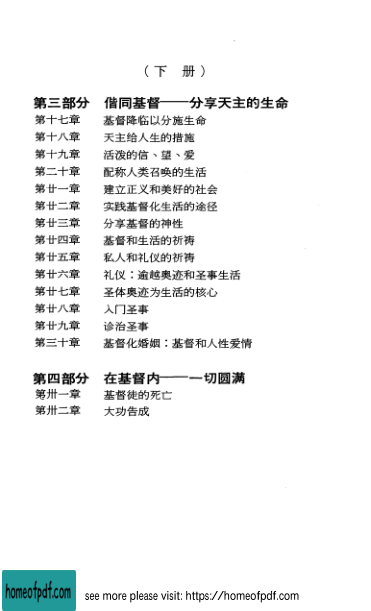 （下 册）
第三部分 偕同基督——分享天主的生命
第十七章 基督降临以分施生命
第十八章 天主给人生的措施
第十九章 活泼的信、望、爱
第二十章 配称人类召唤的生活
第廿一章 建立正义和美好的社会
第廿二章 实践基督化生活的途径
第廿三章 分享基督的神性
第廿四章 基督和生活的祈祷
第廿五章 私人和礼仪的祈祷
第廿六章 礼仪：逾越奥迹和圣事生活
第廿七章 圣体奥迹为生活的核心
第廿八章 入门圣事
第廿九章 诊治圣事
第三十章 基督化婚姻：基督和人性爱情
第四部分 在基督内——一切圆满
第卅一章 基督徒的死亡
第卅二章 大功告成
homeofpdf.com see more please visit: https://homeofpdf.com